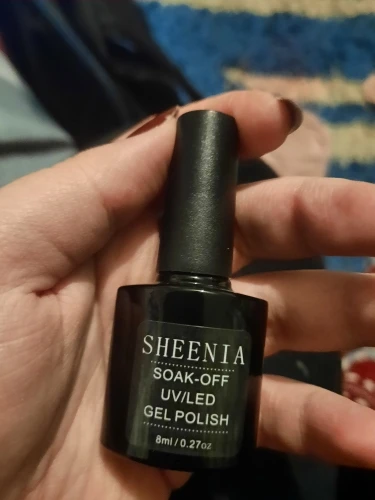 SHEENIA
SOAK-OFF
UV/LED
GEL POLISH
8ml / 0.27oz